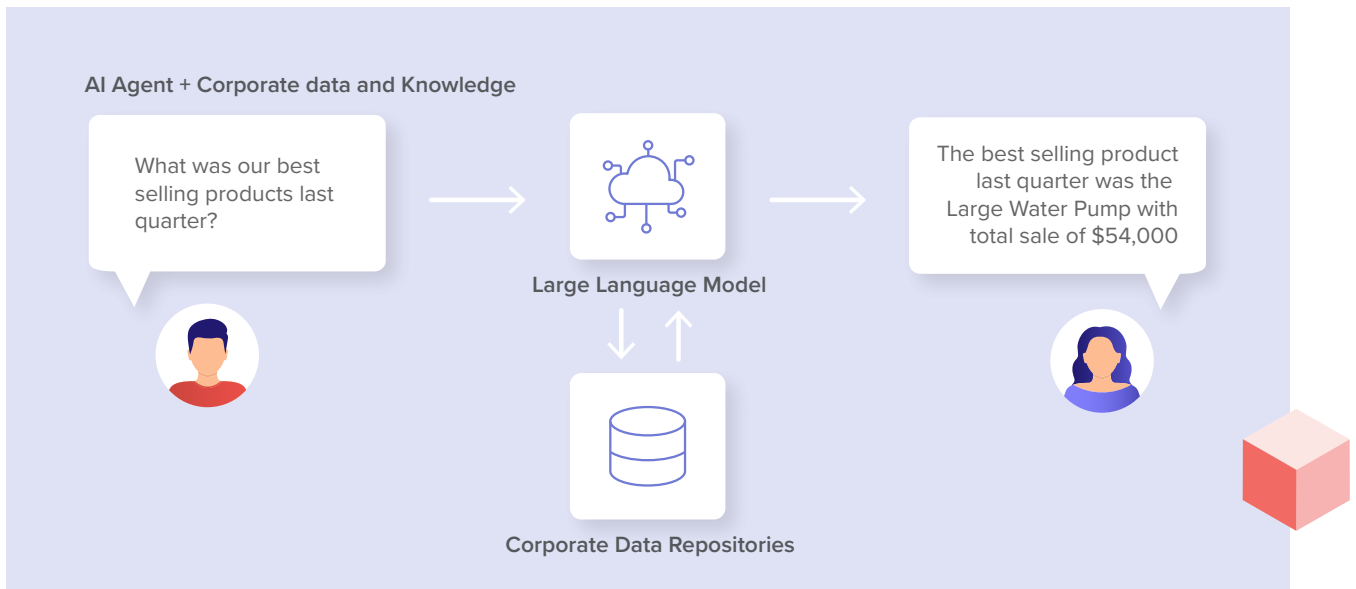 AI Agent + Corporate data and Knowledge
What was our best
selling products last
quarter?
Large Language Model
The best selling product
last quarter was the
Large Water Pump with
total sale of $54,000
Corporate Data Repositories